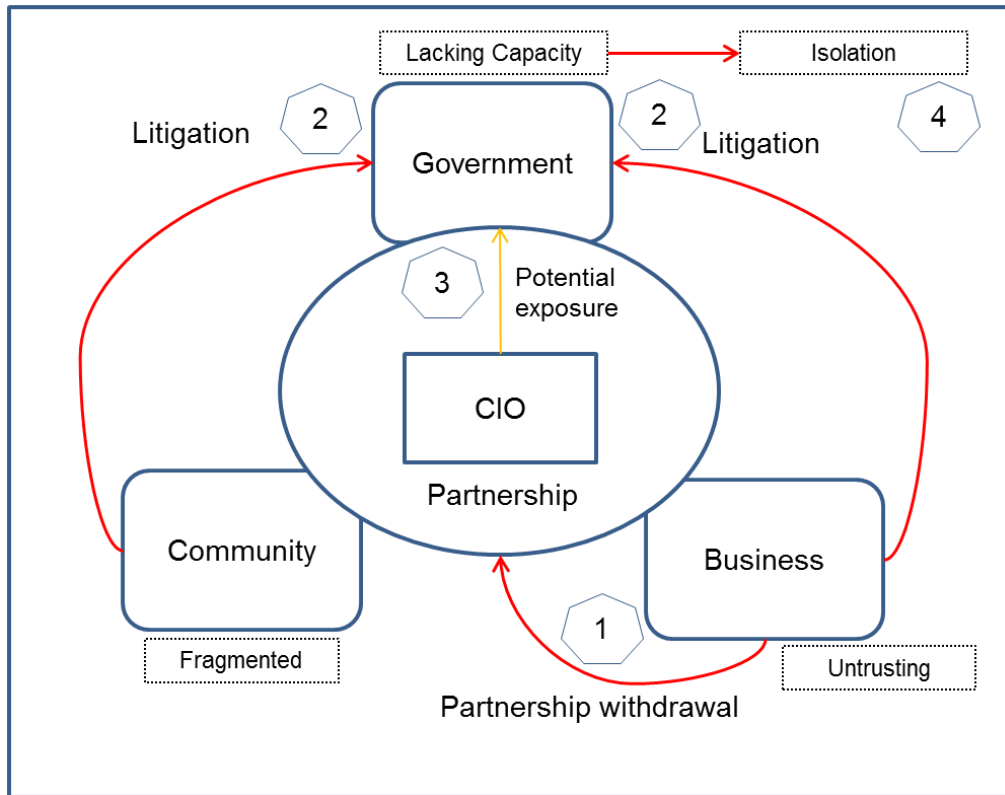 Lacking Capacity
Isolation
2
2
4
Litigation
Litigation
Government
3
Potential
exposure
CIO
Partnership
Community
Business
1
Fragmented
Untrusting
Partnership withdrawal